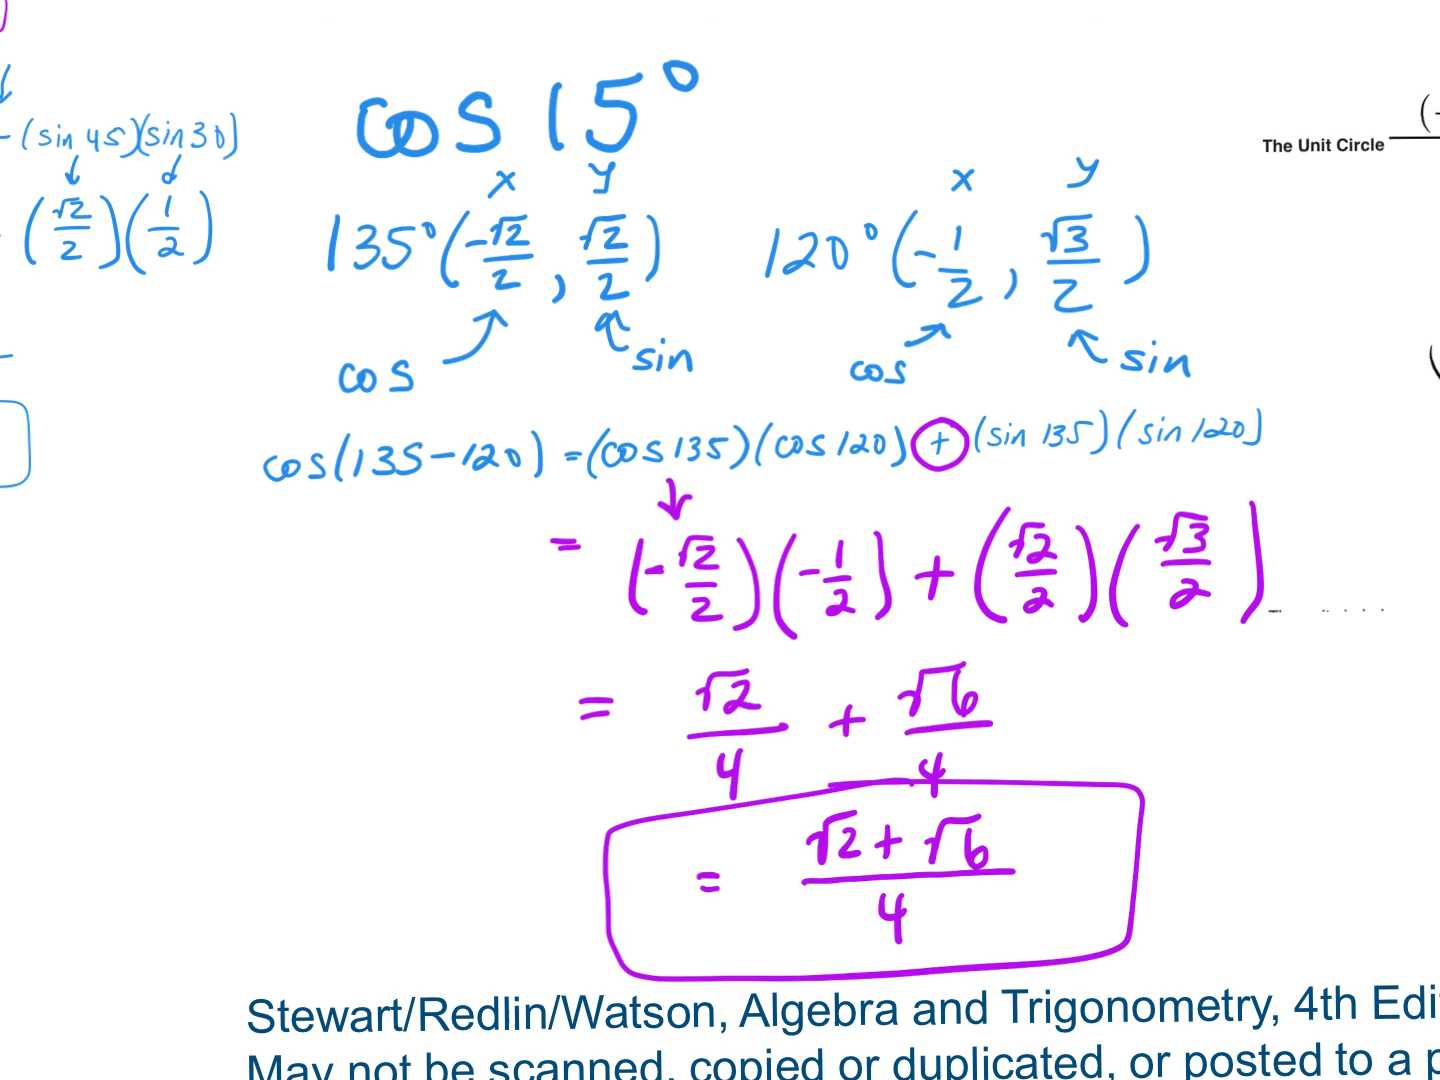 cos 15°
- (sin 45)(sin 30)
The Unit Circle
x y x y
(√2/2)(1/2)
135° (-√2/2, √2/2) 120° (-1/2, √3/2)
cos sin cos sin
cos(135-120) = (cos 135)(cos 120) + (sin 135)(sin 120)
= (-√2/2)(-1/2) + (√2/2)(√3/2)
= √2/4 + √6/4
= √2+√6/4
Stewart/Redlin/Watson, Algebra and Trigonometry, 4th Edi
May not be scanned, copied or duplicated, or posted to a p